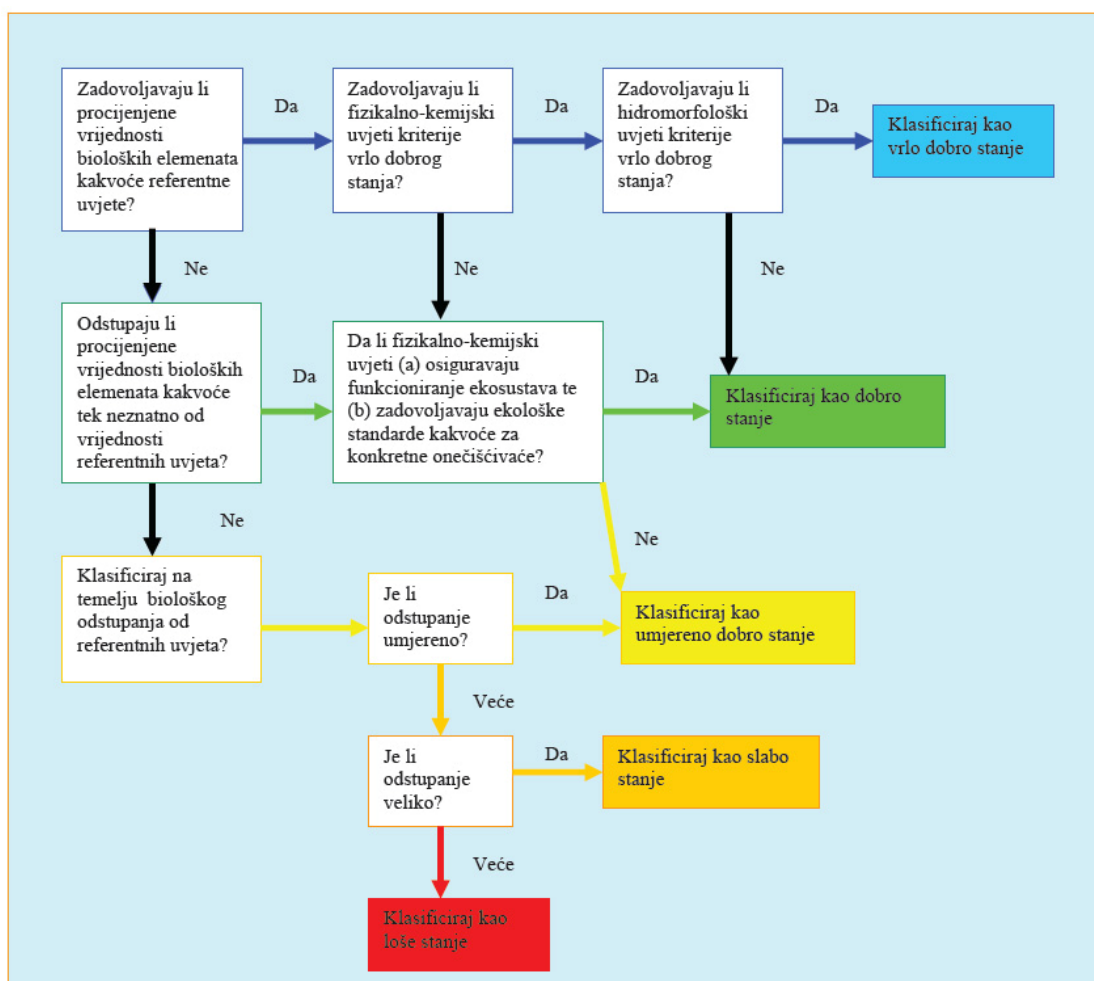 Zadovoljavaju li
procijenjene
vrijednosti
bioloških elemenata
kakvoće referentne
uvjete?
Da
Zadovoljavaju li
fizikalno-kemijski
uvjeti kriterije
vrlo dobrog
stanja?
Da
Zadovoljavaju li
hidromorfološki
uvjeti kriterije
vrlo dobrog
stanja?
Da
Klasificiraj kao
vrlo dobro stanje
Ne
Ne
Ne
Odstupaju li
procijenjene
vrijednosti bioloških
elemenata kakvoće
tek neznatno od
vrijednosti
referentnih uvjeta?
Da
Da li fizikalno-kemijski
uvjeti (a) osiguravaju
funkcioniranje ekosustava te
(b) zadovoljavaju ekološke
standarde kakvoće za
konkretne onečišćivaće?
Da
Klasificiraj kao dobro
stanje
Ne
Ne
Klasificiraj na
temelju biološkog
odstupanja od
referentnih uvjeta?
Je li
odstupanje
umjereno?
Da
Klasificiraj kao
umjereno dobro stanje
Veće
Je li
odstupanje
veliko?
Da
Klasificiraj kao slabo
stanje
Veće
Klasificiraj kao
loše stanje